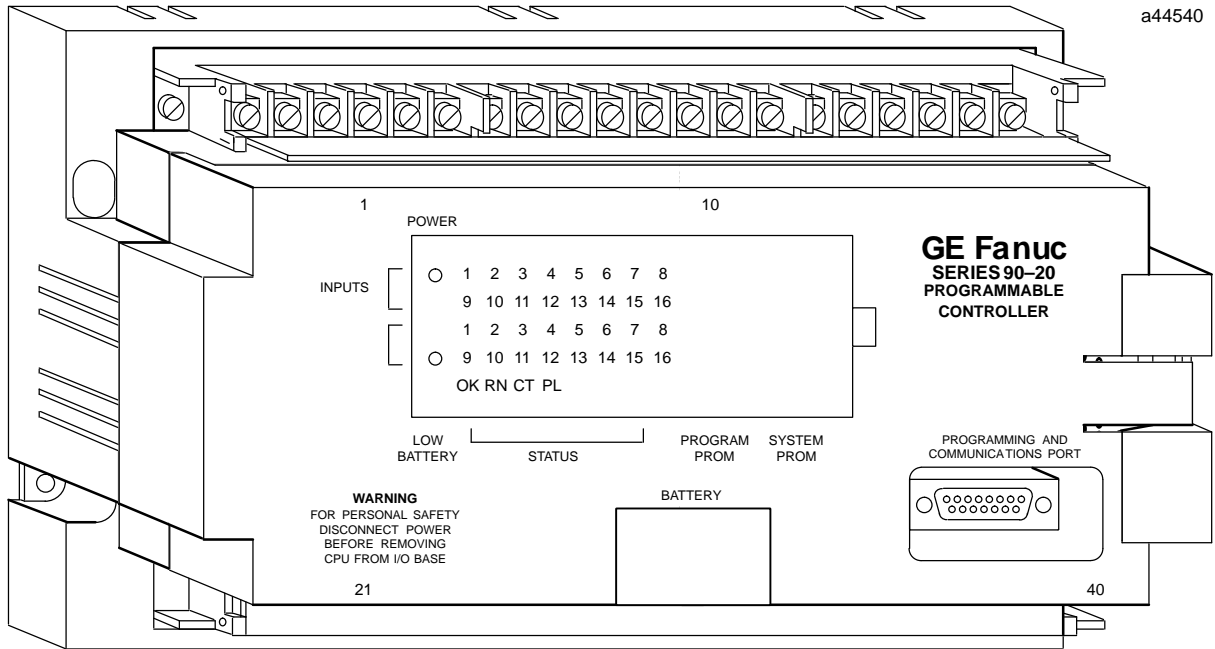 a44540
1 10
POWER
GE Fanuc
SERIES 90–20
PROGRAMMABLE
CONTROLLER
INPUTS
1 2 3 4 5 6 7 8
9 10 11 12 13 14 15 16
1 2 3 4 5 6 7 8
9 10 11 12 13 14 15 16
OK RN CT PL
LOW
BATTERY
STATUS
PROGRAM
PROM
SYSTEM
PROM
PROGRAMMING AND
COMMUNICATIONS PORT
WARNING
FOR PERSONAL SAFETY
DISCONNECT POWER
BEFORE REMOVING
CPU FROM I/O BASE
BATTERY
21 40